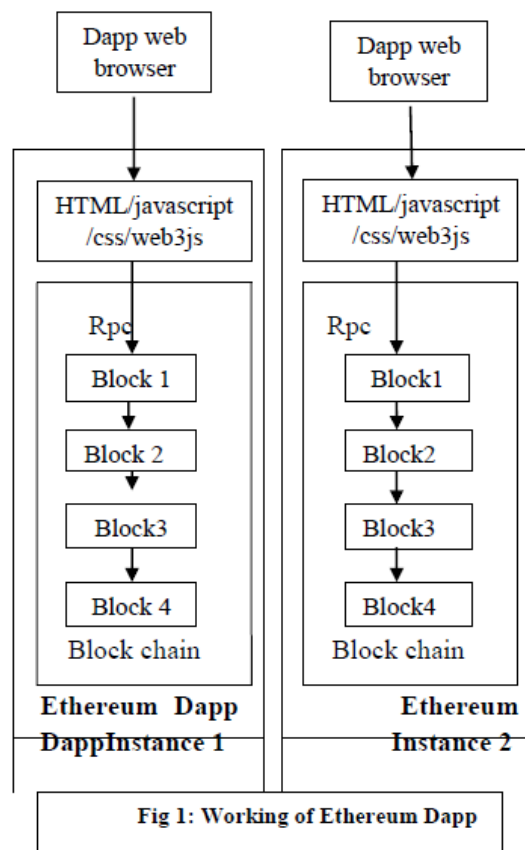 Dapp web
browser
HTML/javascript
/css/web3js
Rpc
Block 1
Block 2
Block3
Block 4
Block chain
Ethereum Dapp
DappInstance 1
Dapp web
browser
HTML/javascript
/css/web3js
Rpc
Block1
Block2
Block3
Block4
Block chain
Ethereum
Instance 2
Fig 1: Working of Ethereum Dapp